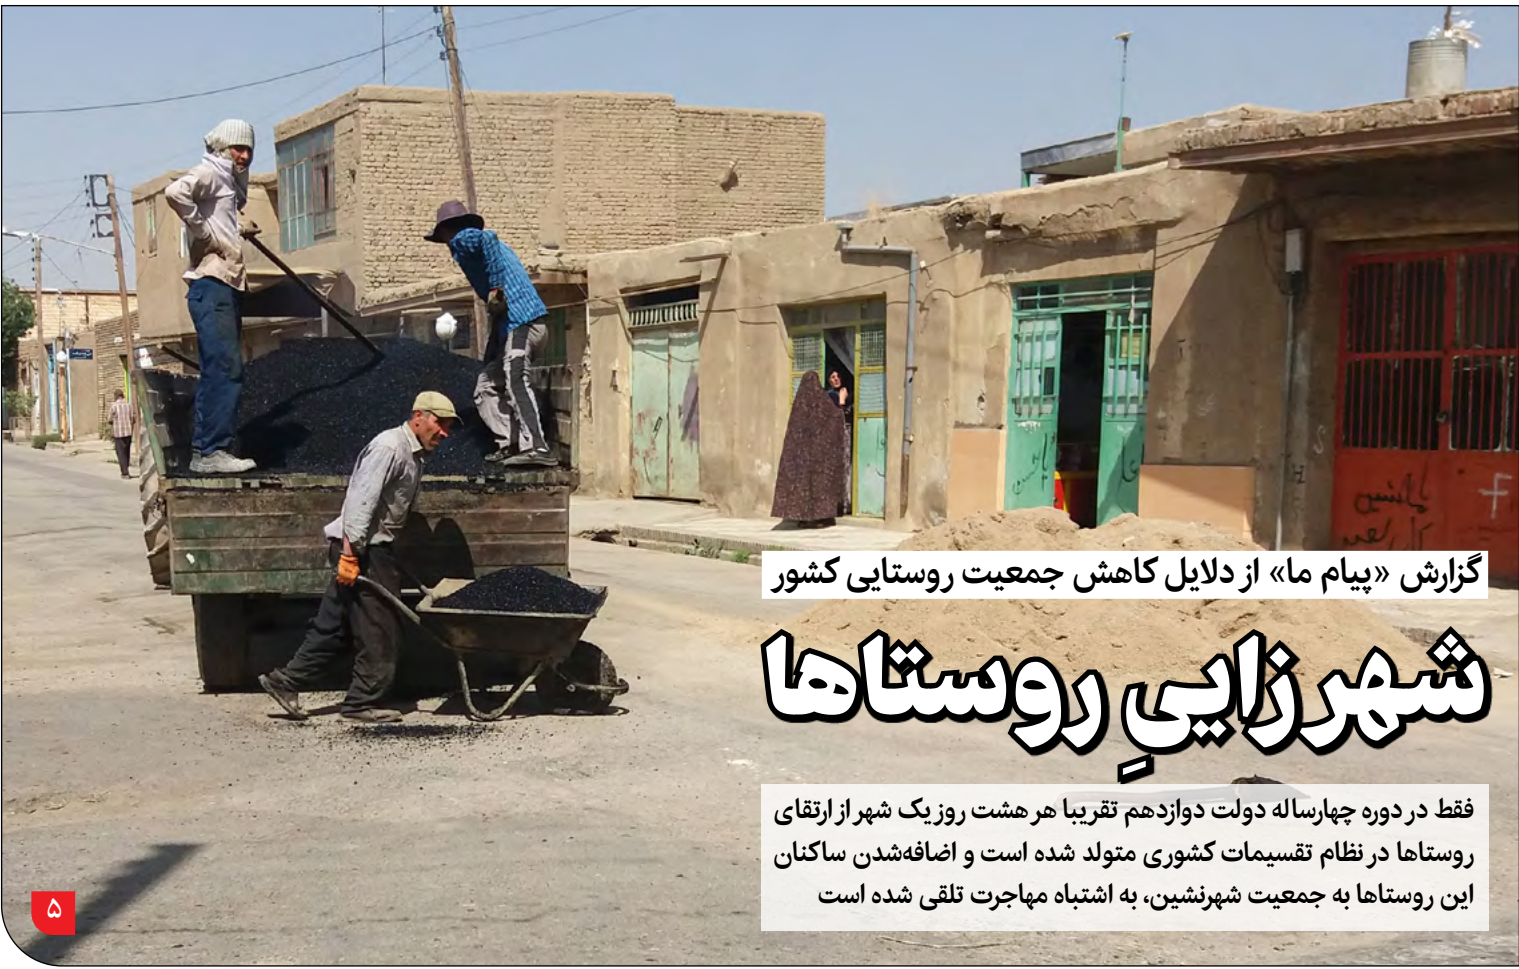 گزارش «پیام ما» از دلایل کاهش جمعیت روستایی کشور
شهرزاییِ روستاها
فقط در دوره چهارساله دولت دوازدهم تقریبا هر هشت روز یک شهر از ارتقای
روستاها در نظام تقسیمات کشوری متولد شده است و اضافه‌شدن ساکنان
این روستاها به جمعیت شهرنشین، به اشتباه مهاجرت تلقی شده است
۵